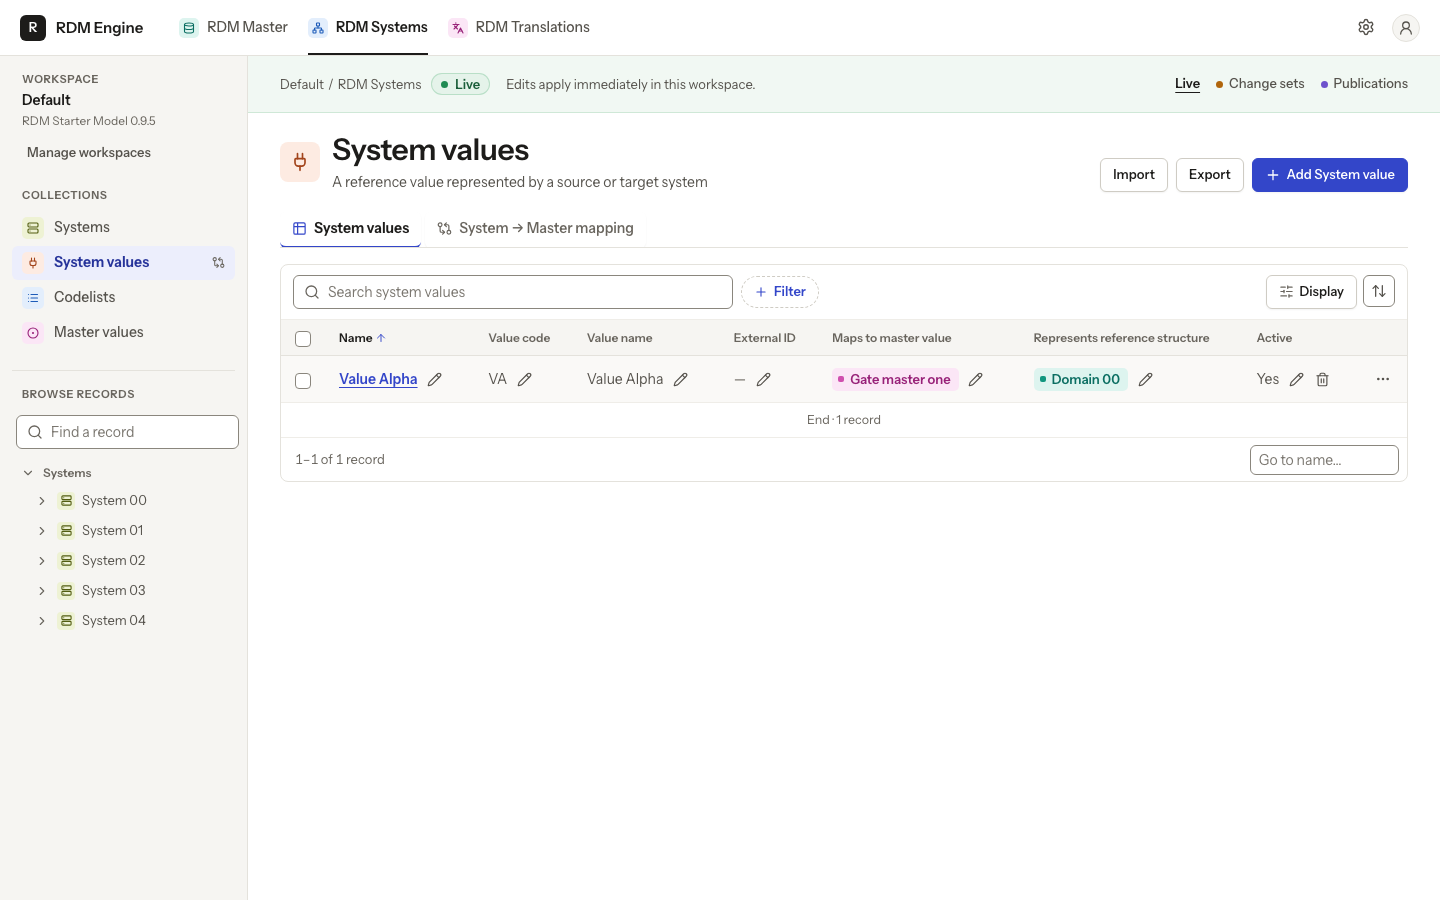 R RDM Engine RDM Master RDM Systems RDM Translations
WORKSPACE
Default
RDM Starter Model 0.9.5
Manage workspaces
COLLECTIONS
Systems
System values
Codelists
Master values
BROWSE RECORDS
Find a record
Systems
System 00
System 01
System 02
System 03
System 04
Default / RDM Systems Live Edits apply immediately in this workspace. Live Change sets Publications
System values
A reference value represented by a source or target system
Import Export Add System value
System values System → Master mapping
Search system values Filter Display
Name ↑ Value code Value name External ID Maps to master value Represents reference structure Active
Value Alpha VA Value Alpha — Gate master one Domain 00 Yes
End · 1 record
1–1 of 1 record Go to name...